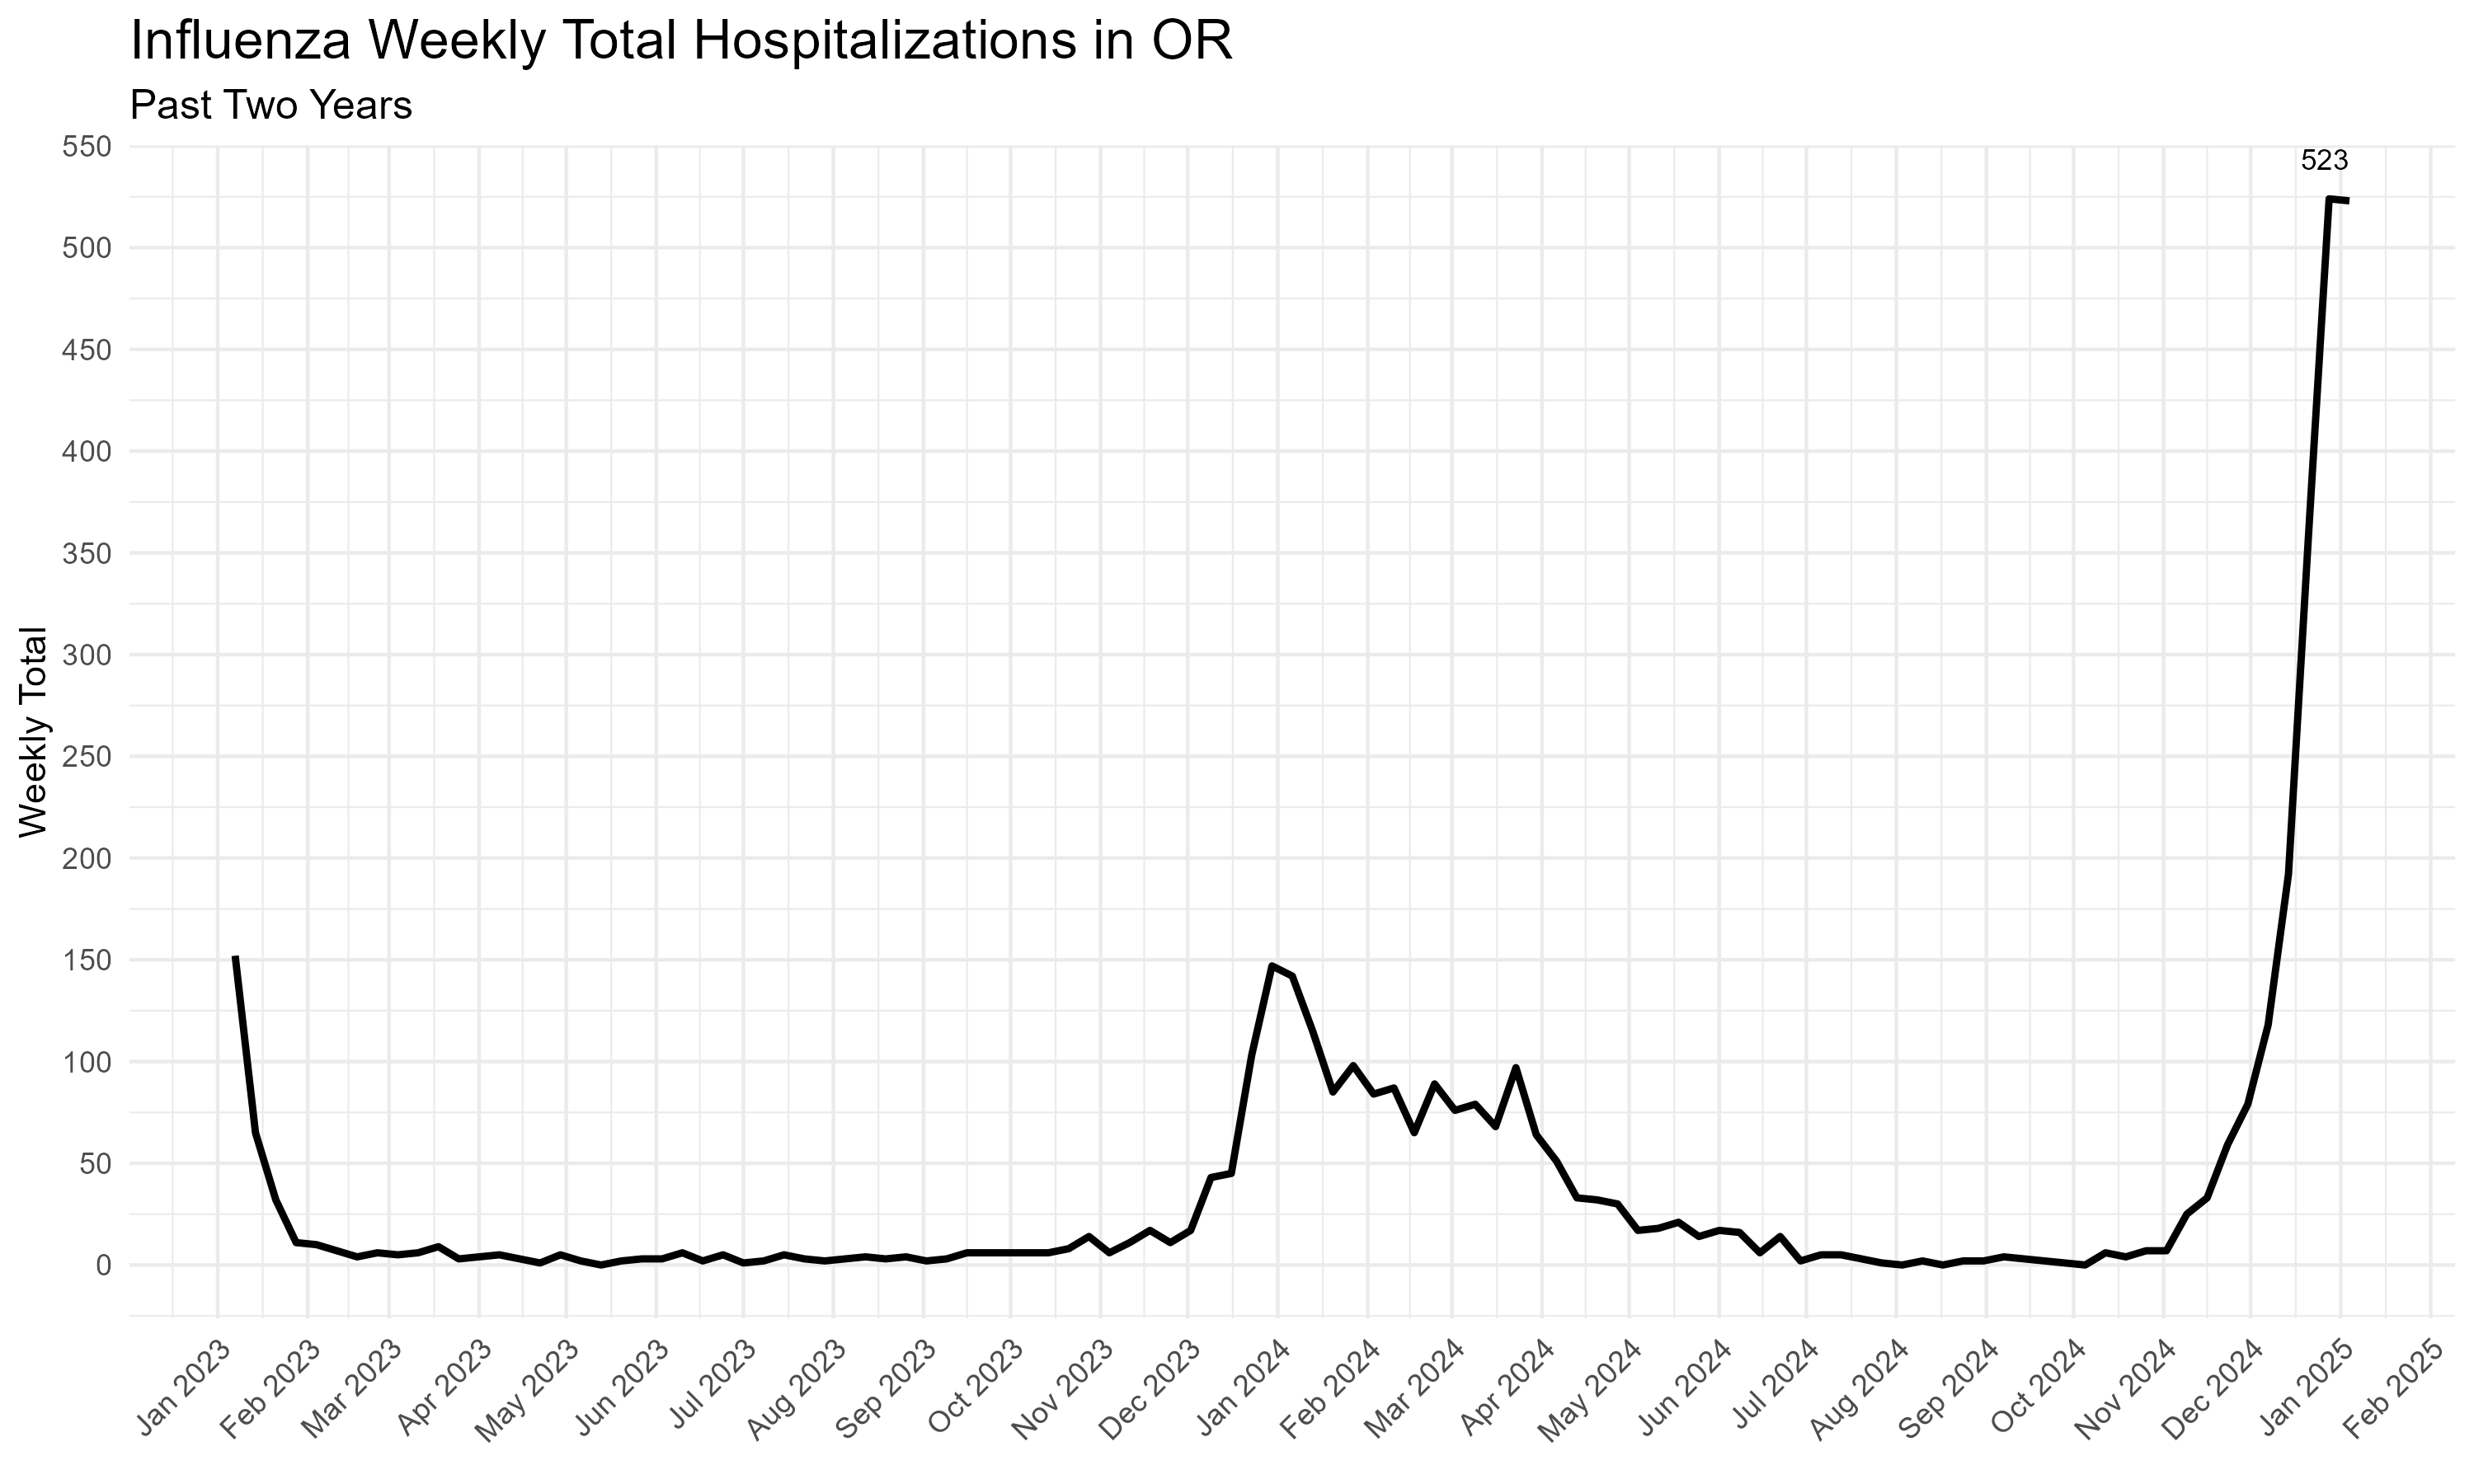 Influenza Weekly Total Hospitalizations in OR
Past Two Years
550
523
500
450
400
350
300
250
200
150
100
50
0
Weekly Total
Jan 2023
Feb 2023
Mar 2023
Apr 2023
May 2023
Jun 2023
Jul 2023
Aug 2023
Sep 2023
Oct 2023
Nov 2023
Dec 2023
Jan 2024
Feb 2024
Mar 2024
Apr 2024
May 2024
Jun 2024
Jul 2024
Aug 2024
Sep 2024
Oct 2024
Nov 2024
Dec 2024
Jan 2025
Feb 2025